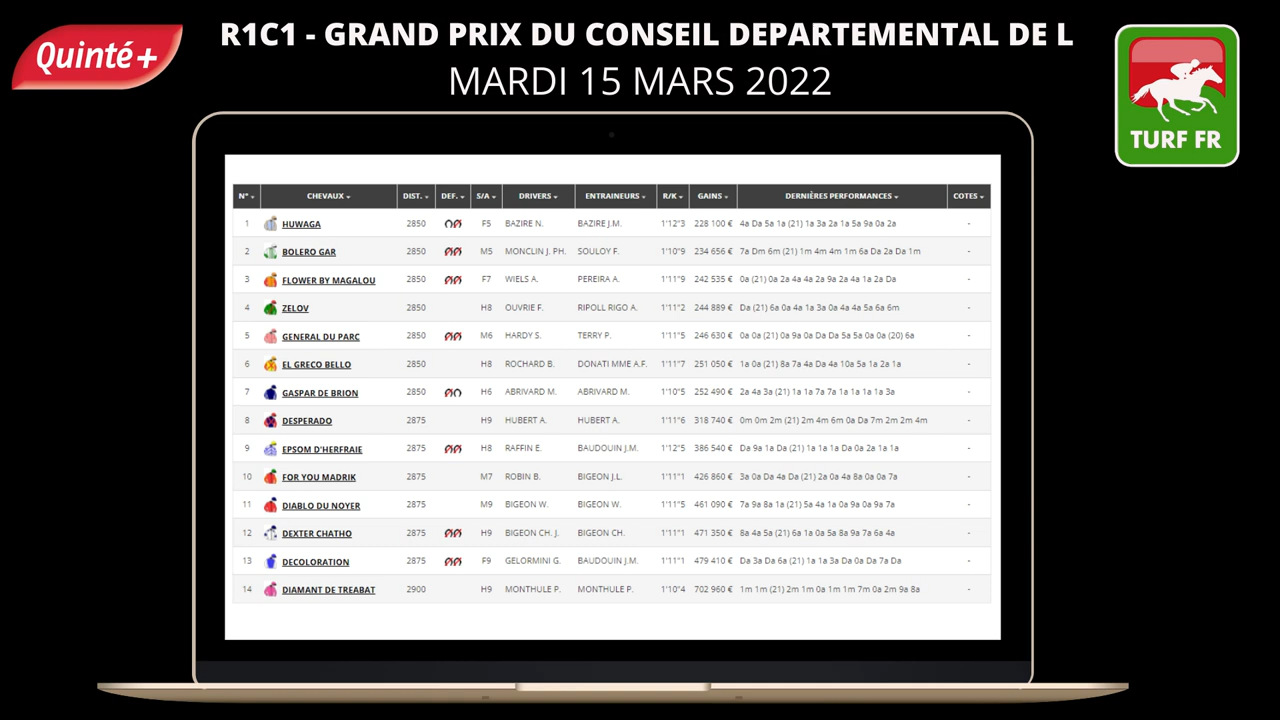 Quinté+
R1C1 - GRAND PRIX DU CONSEIL DEPARTEMENTAL DE L
MARDI 15 MARS 2022
TURF FR
N° CHEVAUX DIST. DEF. S/A DRIVERS ENTRAINEURS R/K GAINS DERNIÈRES PERFORMANCES COTES
1 HUWAGA 2850 F5 BAZIRE N. BAZIRE J.M. 1'12"3 228 100 € 4a Da 5a 1a (21) 1a 3a 2a 1a 5a 9a 0a 2a -
2 BOLERO GAR 2850 M5 MONCLIN J. PH. SOULOY F. 1'10"9 234 656 € 7a Dm 6m (21) 1m 4m 4m 1m 6a Da 2a Da 1m -
3 FLOWER BY MAGALOU 2850 F7 WIELS A. PEREIRA A. 1'11"9 242 535 € 0a (21) 0a 2a 4a 4a 2a 9a 2a 4a 1a 2a Da -
4 ZELOV 2850 H8 OUVRIE F. RIPOLL RIGO A. 1'11"2 244 889 € Da (21) 6a 0a 4a 1a 3a 0a 4a 4a 5a 6a 6m -
5 GENERAL DU PARC 2850 M6 HARDY S. TERRY P. 1'11"5 246 630 € 0a 0a (21) 0a 9a 0a Da Da 5a 5a 0a 0a (20) 6a -
6 EL GRECO BELLO 2850 H8 ROCHARD B. DONATI MME A.F. 1'11"7 251 050 € 1a 0a (21) 8a 7a 4a Da 4a 10a 5a 1a 2a 1a -
7 GASPAR DE BRION 2850 H6 ABRIVARD M. ABRIVARD M. 1'10"5 252 490 € 2a 4a 3a (21) 1a 1a 7a 7a 1a 1a 1a 1a 3a -
8 DESPERADO 2875 H9 HUBERT A. HUBERT A. 1'11"6 318 740 € 0m 0m 2m (21) 2m 4m 6m 0a Da 7m 2m 2m 4m -
9 EPSOM D'HERFRAIE 2875 H8 RAFFIN E. BAUDOUIN J.M. 1'12"5 386 540 € Da 9a 1a Da (21) 1a 1a 1a Da 0a 2a 1a 1a -
10 FOR YOU MADRIK 2875 M7 ROBIN B. BIGEON J.L. 1'11"1 426 860 € 3a 0a Da 4a Da (21) 2a 0a 4a 8a 0a 0a 7a -
11 DIABLO DU NOYER 2875 M9 BIGEON W. BIGEON W. 1'11"5 461 090 € 7a 9a 8a 1a (21) 5a 4a 1a 0a 9a 0a 9a 7a -
12 DEXTER CHATHO 2875 H9 BIGEON CH. J. BIGEON CH. 1'11"1 471 350 € 8a 4a 5a (21) 6a 1a 0a 5a 8a 9a 7a 6a 4a -
13 DECOLORATION 2875 F9 GELORMINI G. BAUDOUIN J.M. 1'11"1 479 410 € Da 3a Da 6a (21) 1a 1a 3a Da 0a Da 7a Da -
14 DIAMANT DE TREABAT 2900 H9 MONTHULE P. MONTHULE P. 1'10"4 702 960 € 1m 1m (21) 2m 1m 0a 1m 1m 7m 0a 2m 9a 8a -